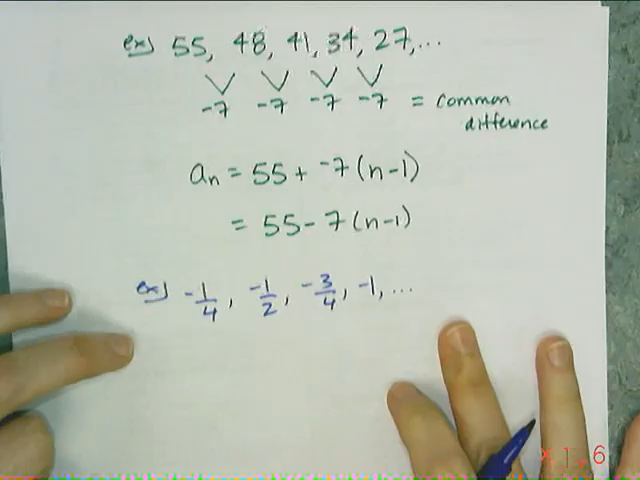 ex) 55, 48, 41, 34, 27, ...
-7 -7 -7 -7 = common
difference
aₙ = 55 + -7(n-1)
= 55 - 7(n-1)
ex) -1/4, -1/2, -3/4, -1, ...
x1.6